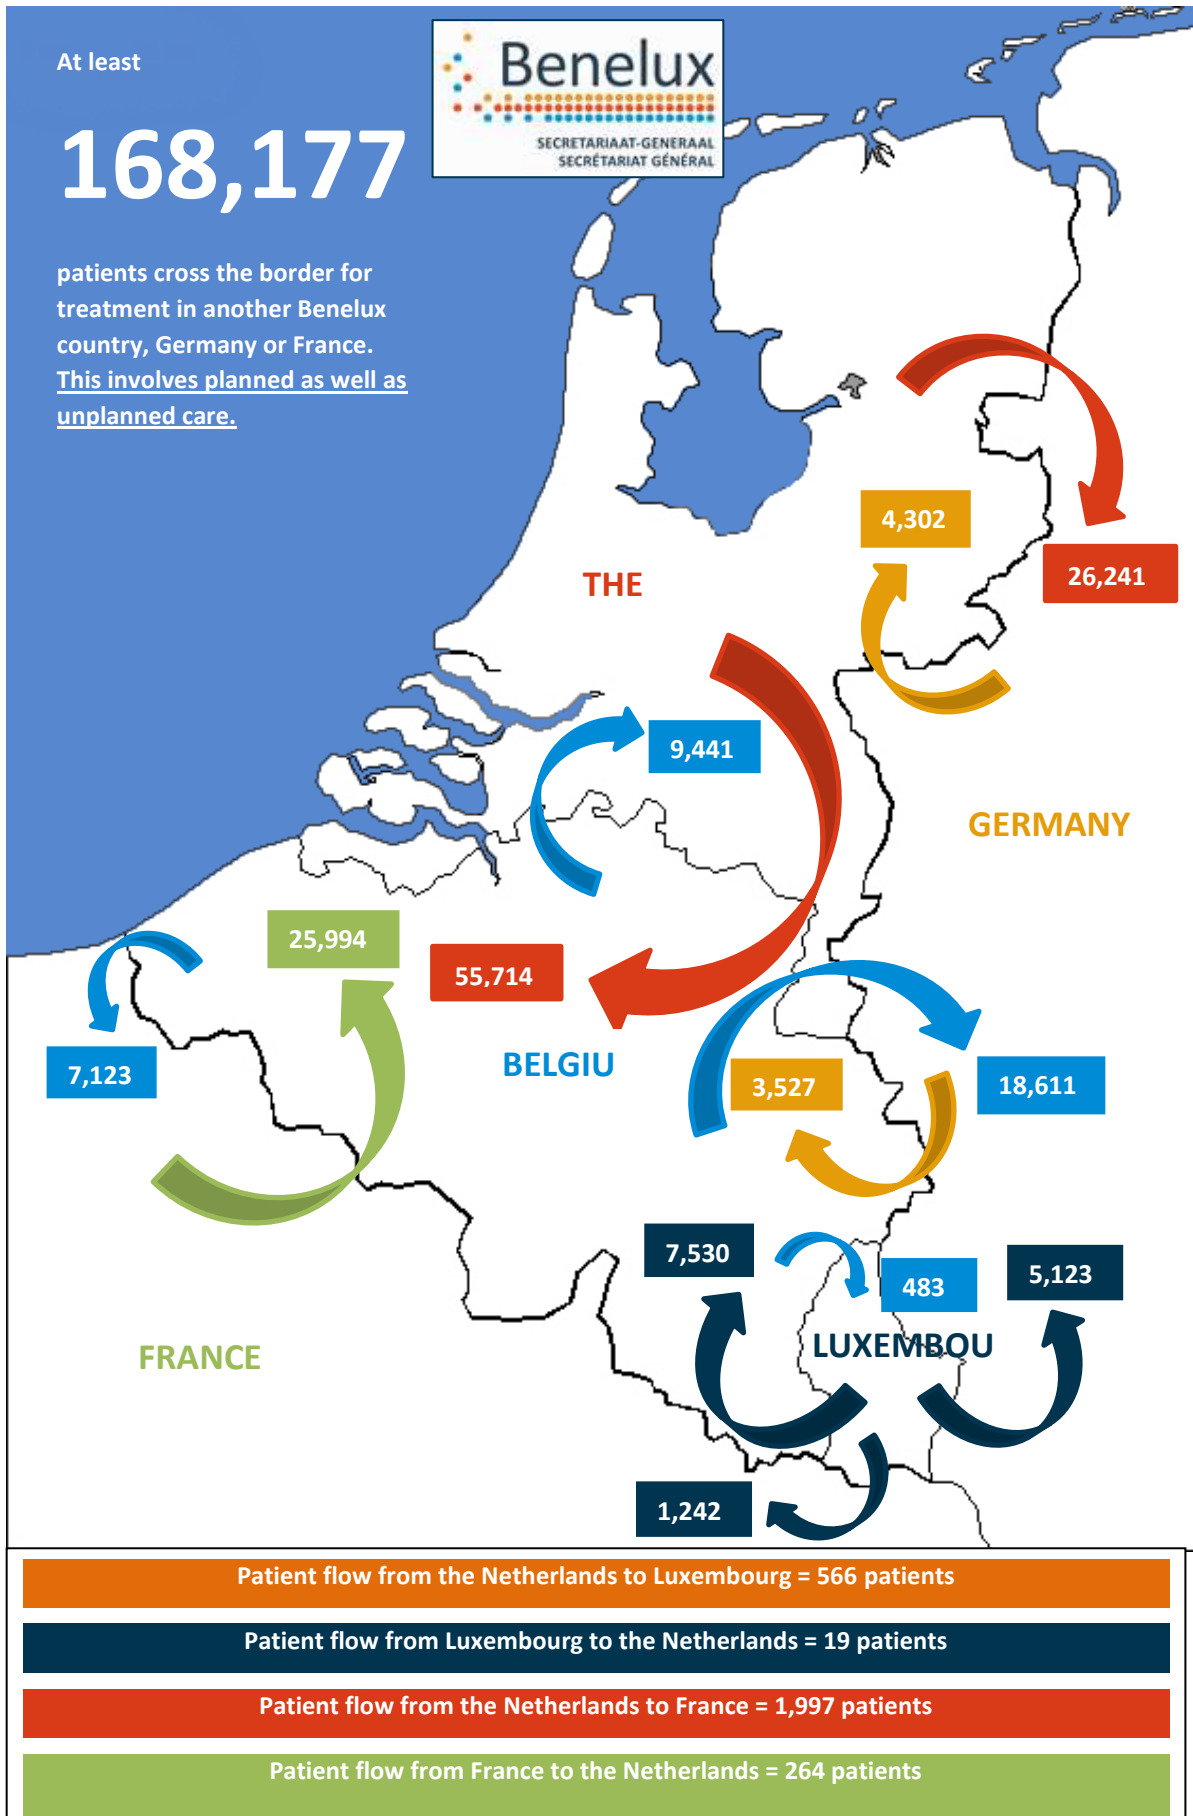 At least
168,177
patients cross the border for
treatment in another Benelux
country, Germany or France.
This involves planned as well as
unplanned care.
Benelux
SECRETARIAAT-GENERAAL
SECRÉTARIAT GÉNÉRAL
4,302
26,241
THE
9,441
GERMANY
25,994
55,714
7,123
BELGIU
3,527
18,611
7,530
483
5,123
LUXEMBOU
FRANCE
1,242
Patient flow from the Netherlands to Luxembourg = 566 patients
Patient flow from Luxembourg to the Netherlands = 19 patients
Patient flow from the Netherlands to France = 1,997 patients
Patient flow from France to the Netherlands = 264 patients